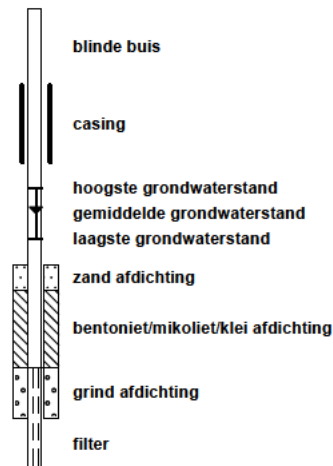 blinde buis
casing
hoogste grondwaterstand
gemiddelde grondwaterstand
laagste grondwaterstand
zand afdichting
bentoniet/mikoliet/klei afdichting
grind afdichting
filter